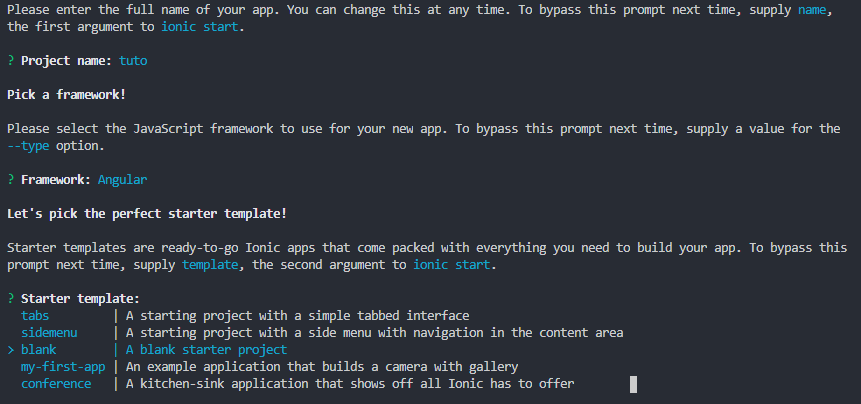 Please enter the full name of your app. You can change this at any time. To bypass this prompt next time, supply name,
the first argument to ionic start.
? Project name: tuto
Pick a framework!
Please select the JavaScript framework to use for your new app. To bypass this prompt next time, supply a value for the
--type option.
? Framework: Angular
Let's pick the perfect starter template!
Starter templates are ready-to-go Ionic apps that come packed with everything you need to build your app. To bypass this
prompt next time, supply template, the second argument to ionic start.
? Starter template:
tabs | A starting project with a simple tabbed interface
sidemenu | A starting project with a side menu with navigation in the content area
> blank | A blank starter project
my-first-app | An example application that builds a camera with gallery
conference | A kitchen-sink application that shows off all Ionic has to offer